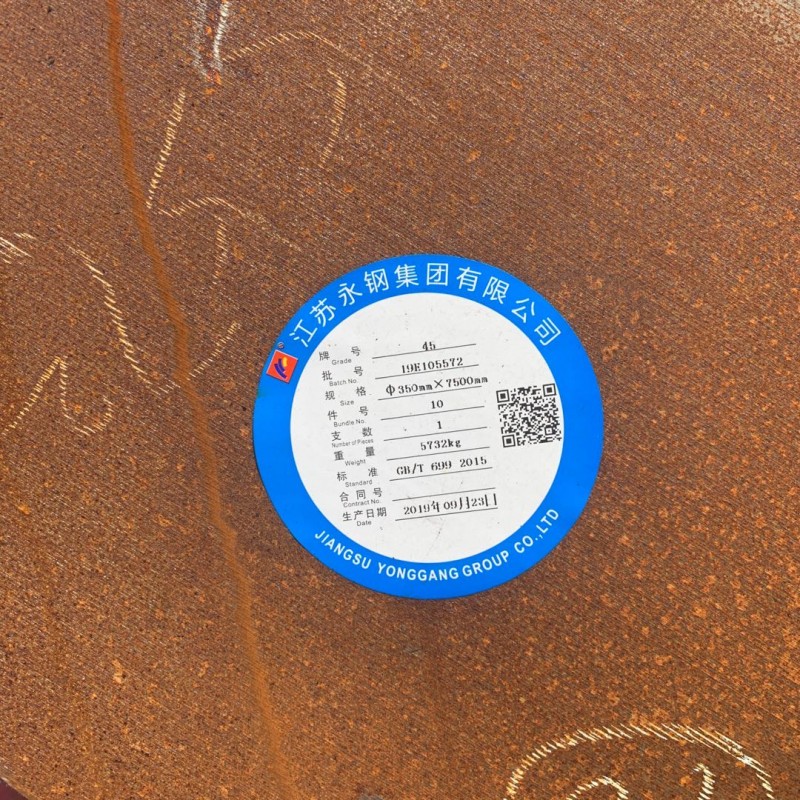 江苏永钢集团有限公司
牌号 45
Grade
批号 19E105572
Batch No.
规格 Φ350mm×7500mm
Size
件号 10
Bundle No.
支数 1
Number of Pieces
重量 5732kg
Weight
标准 GB/T 699 2015
Standard
合同号
Contract No.
生产日期 2019年09月23日
Date
JIANGSU YONGGANG GROUP CO.,LTD